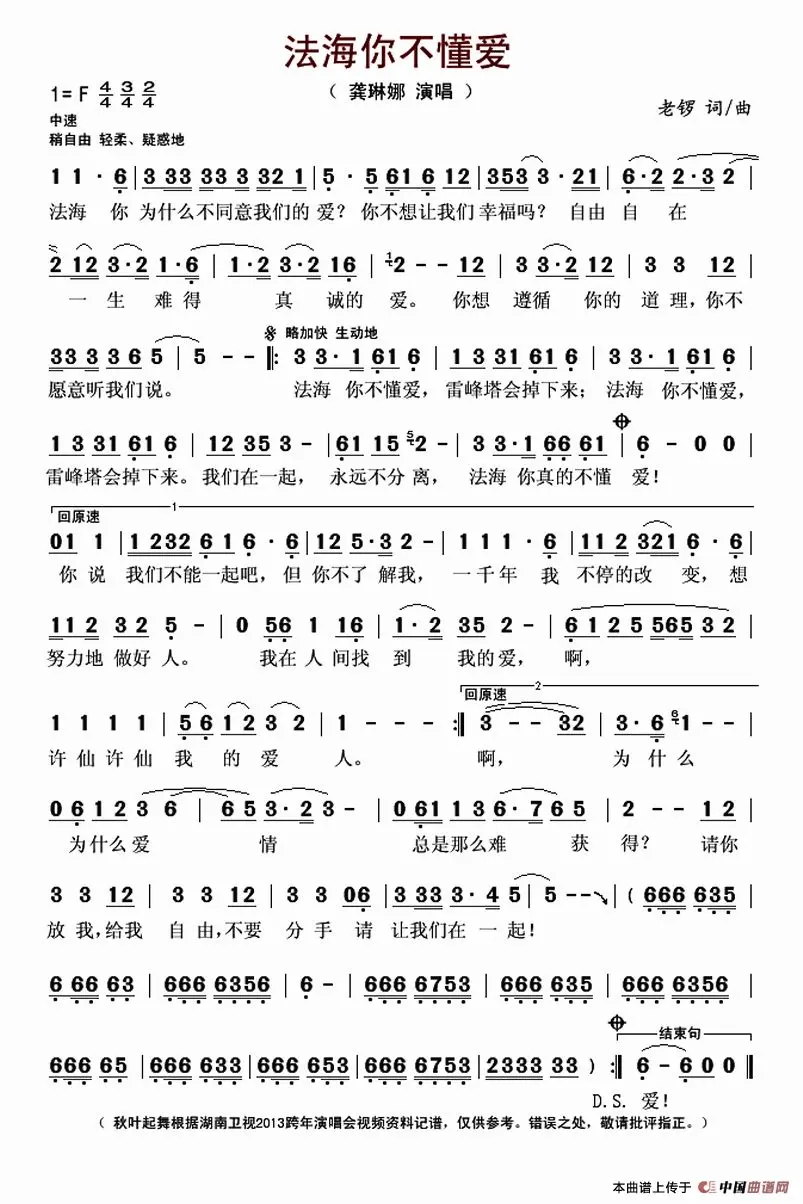 法海你不懂爱
1= F 4/4 3/4 2/4
( 龚琳娜 演唱 )
老锣 词/曲
中速
稍自由 轻柔、疑惑地
1 1 · 6 | 3 33 33 3 32 1 | 5 · 5 61 6 12 | 353 3 · 3 · 21 | 6·2 2·3 2 |
法海 你 为什么不同意我们的 爱？ 你不想让我们 幸福吗？ 自由 自 在
2 12 3·2 1·6 | 1·2 3·2 1 16 | 2 - - 12 | 3 3·2 3 3·2 | 3 3 12 |
一 生 难得 真 诚的 爱。 你想 遵循 你的 道 理，你不
𝄋 略加快 生动地
33 3 3 6 5 | 5 - - |: 3 3· 1 61 6 | 1 3 31 61 6 | 3 3· 1 61 6 |
愿意听我们说。 法海 你不懂爱，雷峰塔会掉下来；法海 你不懂爱，
1 3 31 61 6 | 12 35 3 - | 61 15 2 - | 3 3·1 66 61 | 6 - 0 0 |
雷峰塔会掉下来。我们在一起， 永远不分 离， 法海 你真的不懂 爱！
1
回原速
01 1 | 1 232 6 1 6 · 6 | 12 5·3 2 - | 1 1 1 · 6 | 112 321 6 · 6 |
你 说 我们不能一起吧，但 你不了 解我， 一千年 我 不停的改 变，想
11 2 32 5 - | 0 56 1 16 | 1·2 35 2 - | 6 1 2 5 565 3 2 |
努力地 做好 人。 我在 人 间找 到 我的 爱， 啊，
回原速 2
1 1 1 1 | 5 6 1 2 3 2 | 1 - - - :| 3 - - 32 | 3· 6 1 1 |
许 仙 许 仙 我 的 爱 人。 啊， 为 什 么
0 6 1 2 3 6 | 6 5 3·2 3 - | 0 61 1 3 6·7 65 | 2 - - 1 2 |
为什么 爱 情 总是那么难 获 得？ 请你
3 3 12 | 3 3 12 | 3 3 06 | 3 33 3·4 5 | 5 - - | ( 666 635 |
放 我，给我 自 由，不要 分 手 请 让我们在 一 起！
6 66 63 | 666 6356 | 6 - | 666 6753 | 666 635 | 666 6356 |
结束句
666 65 | 666 633 | 666 653 | 666 6753 | 2333 33 ) :| 6 - 6 0 0 |
D.S. 爱！
( 秋叶起舞根据湖南卫视2013跨年演唱会视频资料记谱，仅供参考。错误之处，敬请批评指正。)
本曲谱上传于 中国曲谱网